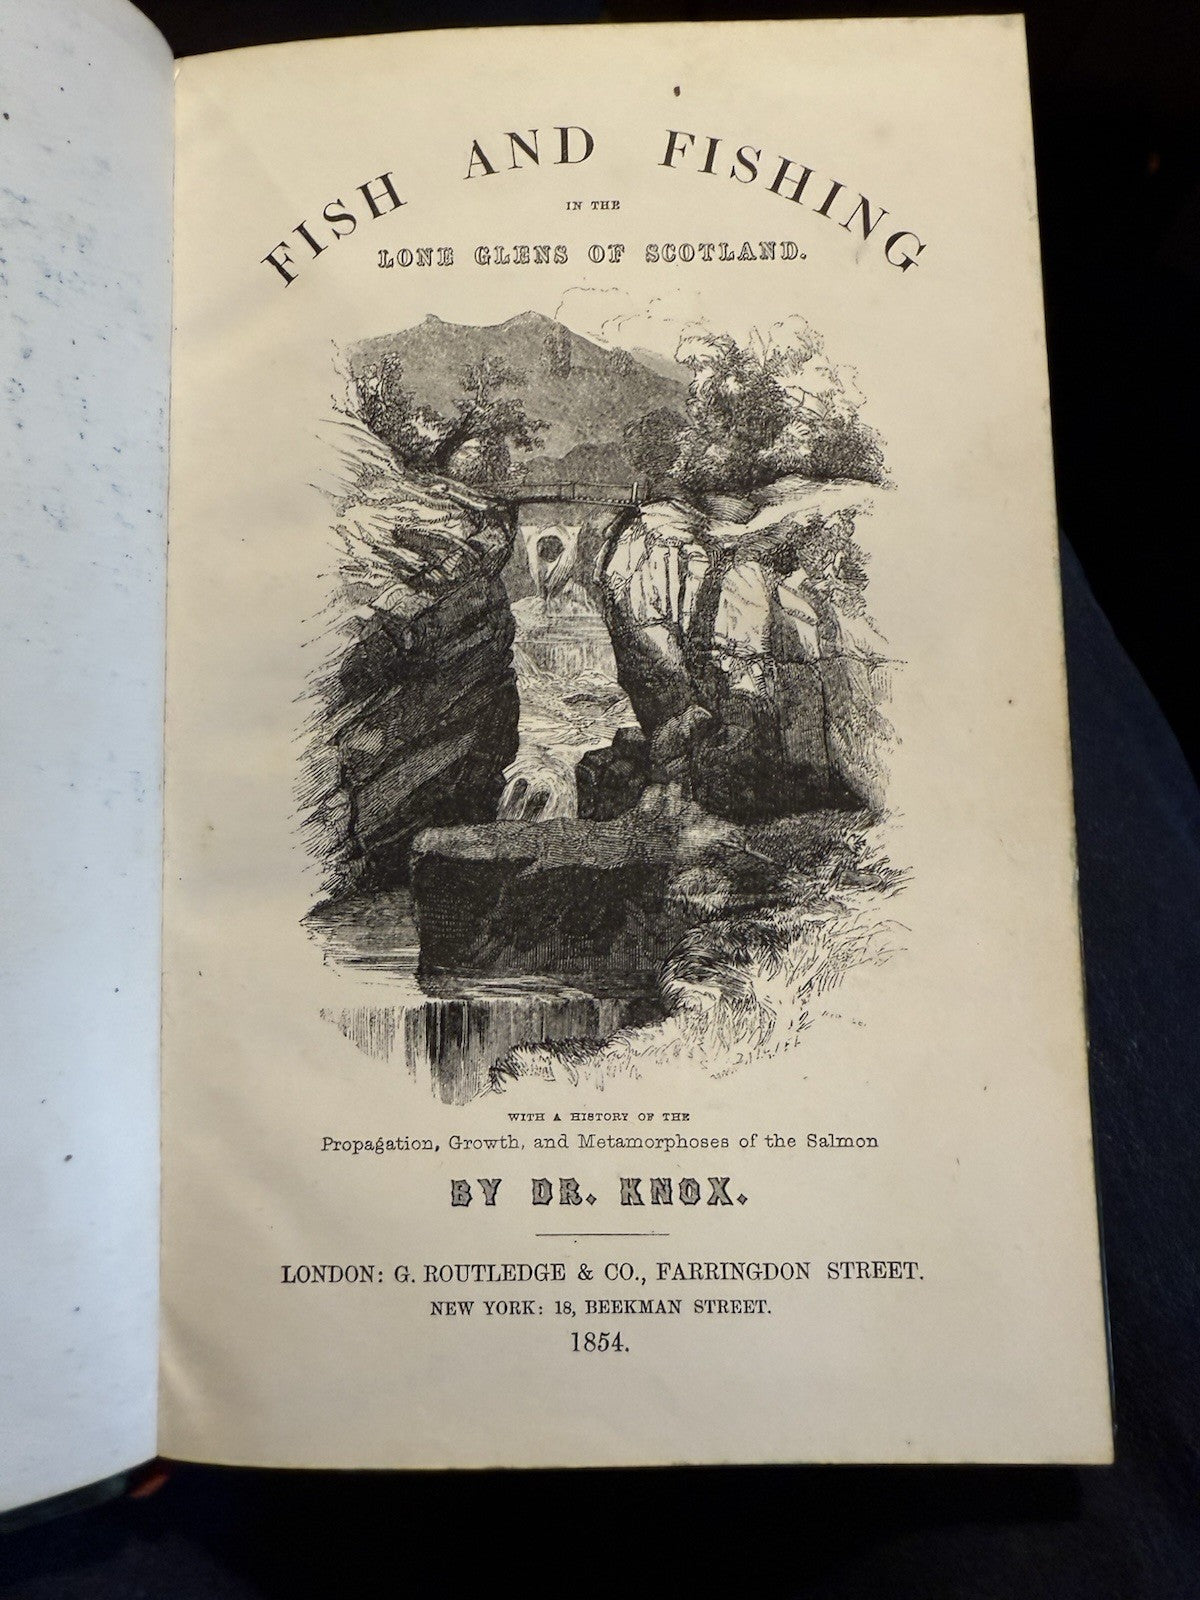 FISH AND FISHING
IN THE
LONE GLENS OF SCOTLAND.
WITH A HISTORY OF THE
Propagation, Growth, and Metamorphoses of the Salmon
BY DR. KNOX.
LONDON: G. ROUTLEDGE & CO., FARRINGDON STREET.
NEW YORK: 18, BEEKMAN STREET.
1854.